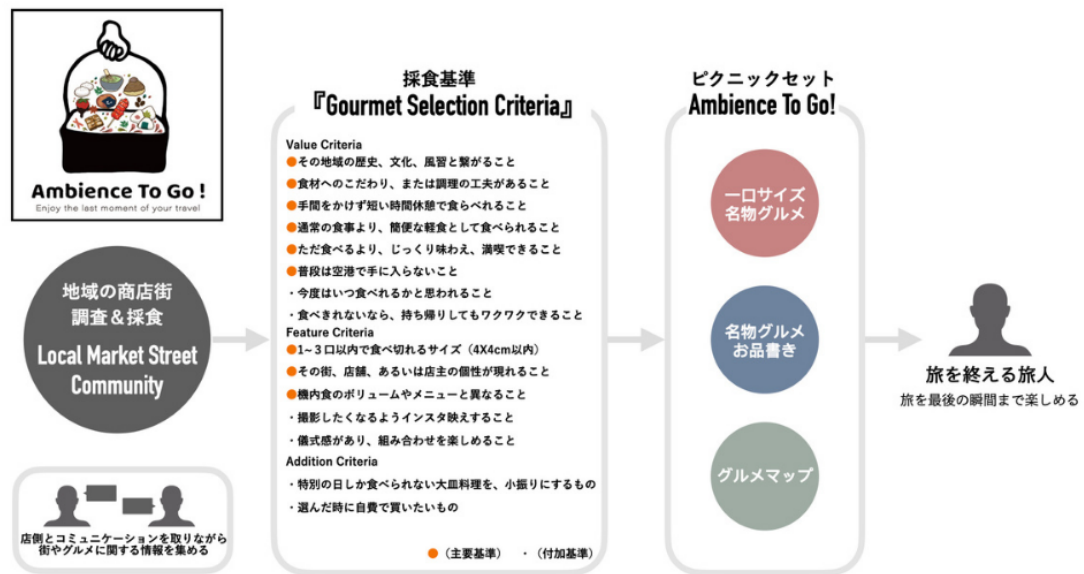 Ambience To Go !
Enjoy the last moment of your travel
地域の商店街
調査＆採食
Local Market Street
Community
店側とコミュニケーションを取りながら
街やグルメに関する情報を集める
採食基準
『Gourmet Selection Criteria』
Value Criteria
●その地域の歴史、文化、風習と繋がること
●食材へのこだわり、または調理の工夫があること
●手間をかけず短い時間休憩で食らべれること
●通常の食事より、簡便な軽食として食べられること
●ただ食べるより、じっくり味わえ、満喫できること
●普段は空港で手に入らないこと
・今度はいつ食べれるかと思われること
・食べきれないなら、持ち帰りしてもワクワクできること
Feature Criteria
●1~３口以内で食べ切れるサイズ（4X4cm以内）
●その街、店舗、あるいは店主の個性が現れること
●機内食のボリュームやメニューと異なること
・撮影したくなるようインスタ映えすること
・儀式感があり、組み合わせを楽しめること
Addition Criteria
・特別の日しか食べられない大皿料理を、小振りにするもの
・選んだ時に自費で買いたいもの
●（主要基準） ・（付加基準）
ピクニックセット
Ambience To Go!
一口サイズ
名物グルメ
名物グルメ
お品書き
グルメマップ
旅を終える旅人
旅を最後の瞬間まで楽しめる